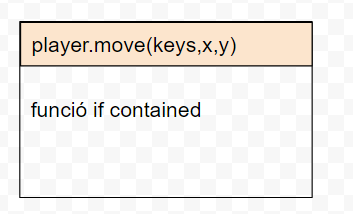 player.move(keys,x,y)
funció if contained